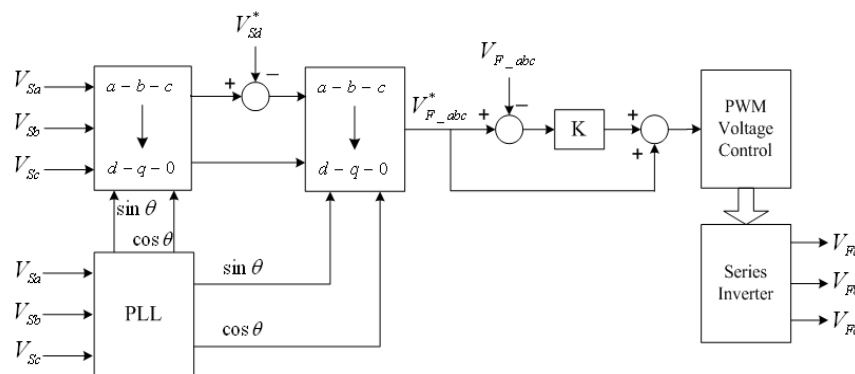 V*Sd
VSa
VSb
VSc
a − b − c
d − q − 0
+
−
a − b − c
d − q − 0
V*F_abc
VF_abc
+
−
K
+
+
PWM
Voltage
Control
sin θ
cos θ
VSa
VSb
VSc
PLL
sin θ
cos θ
Series
Inverter